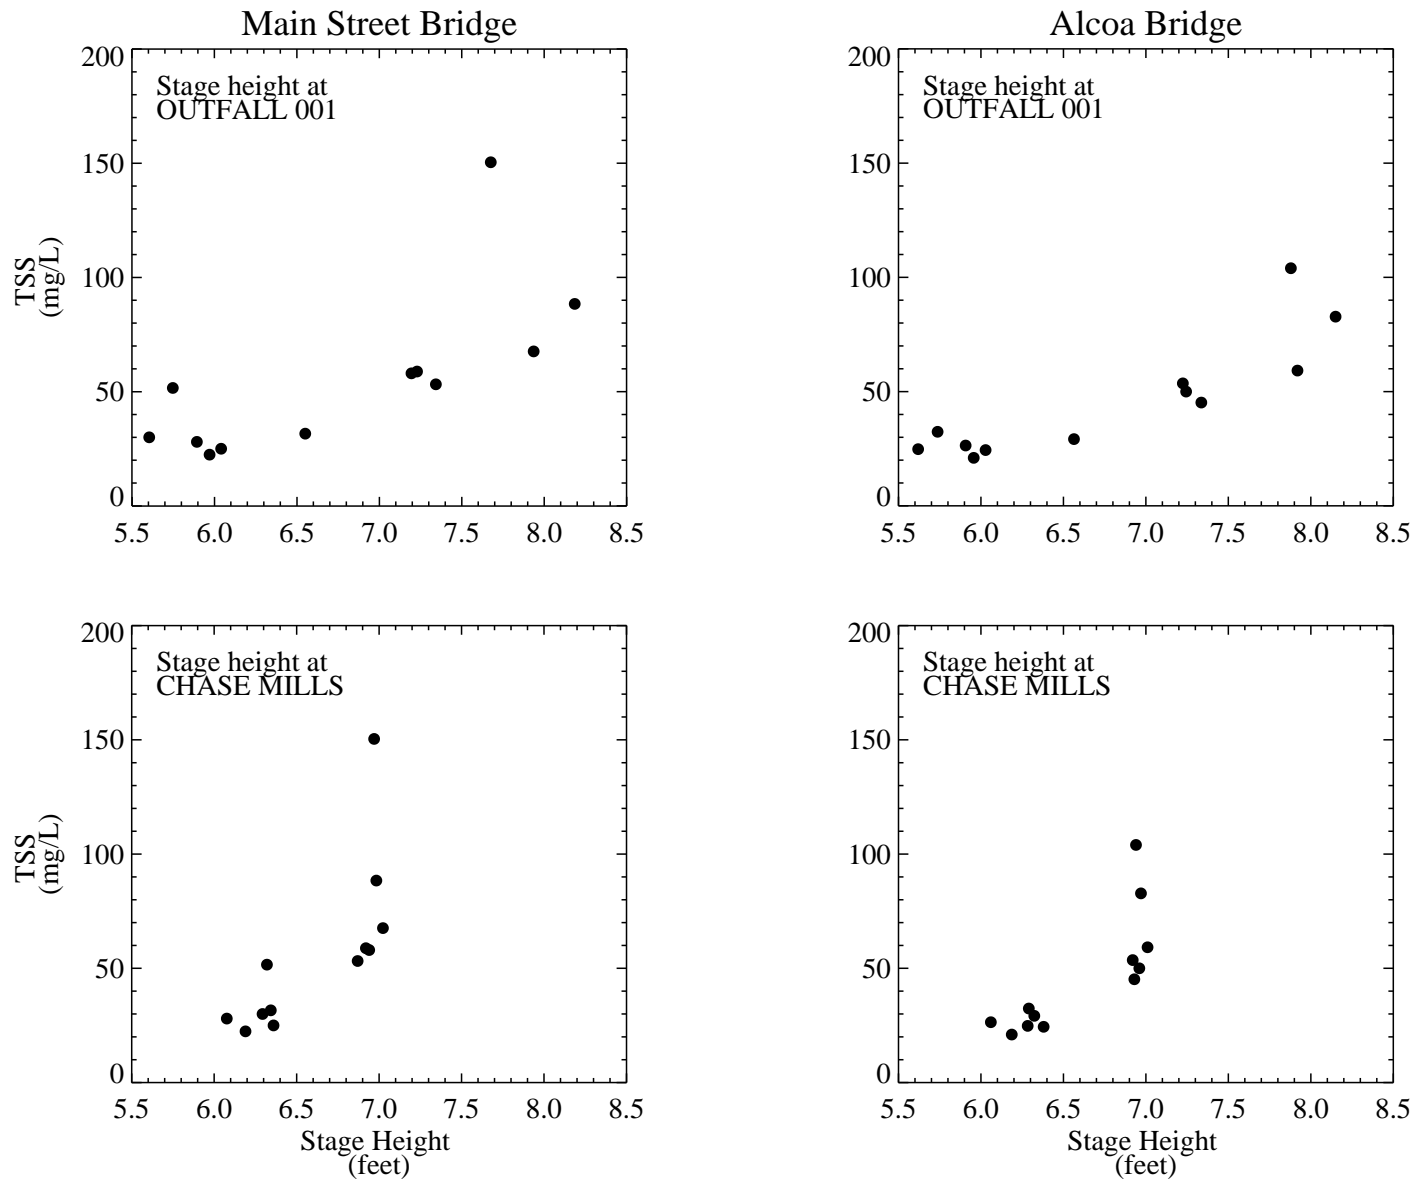 Main Street Bridge
Alcoa Bridge
200
Stage height at
OUTFALL 001
150
TSS
(mg/L)
100
50
0
5.5 6.0 6.5 7.0 7.5 8.0 8.5
200
Stage height at
OUTFALL 001
150
100
50
0
5.5 6.0 6.5 7.0 7.5 8.0 8.5
200
Stage height at
CHASE MILLS
150
TSS
(mg/L)
100
50
0
5.5 6.0 6.5 7.0 7.5 8.0 8.5
Stage Height
(feet)
200
Stage height at
CHASE MILLS
150
100
50
0
5.5 6.0 6.5 7.0 7.5 8.0 8.5
Stage Height
(feet)